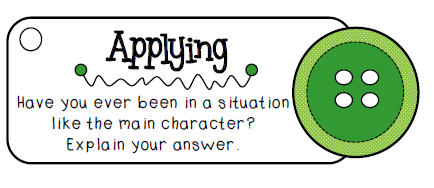 Applying
Have you ever been in a situation
like the main character?
Explain your answer.